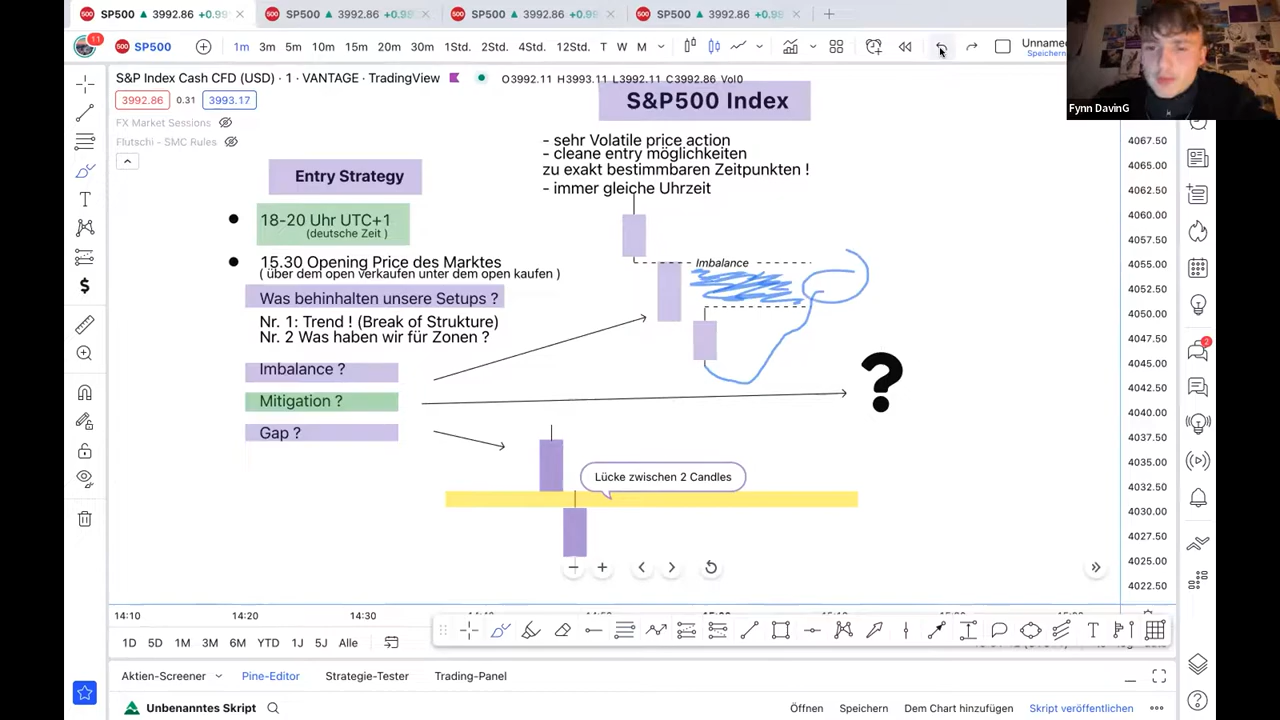 SP500 ▲ 3992.86 +0.99
SP500 ▲ 3992.86 +0.99
SP500 ▲ 3992.86 +0.99
SP500 ▲ 3992.86 +0.99
11
500 SP500 1m 3m 5m 10m 15m 20m 30m 1Std. 2Std. 4Std. 12Std. T W M
Unname
Speichern
Fynn DavinG
S&P Index Cash CFD (USD) · 1 · VANTAGE · TradingView
O3992.11 H3993.11 L3992.11 C3992.86 Vol0
3992.86 0.31 3993.17
FX Market Sessions
Flutschi - SMC Rules
S&P500 Index
- sehr Volatile price action
- cleane entry möglichkeiten
zu exakt bestimmbaren Zeitpunkten !
- immer gleiche Uhrzeit
Entry Strategy
18-20 Uhr UTC+1
(deutsche Zeit )
15.30 Opening Price des Marktes
( über dem open verkaufen unter dem open kaufen )
Was behinhalten unsere Setups ?
Nr. 1: Trend ! (Break of Strukture)
Nr. 2 Was haben wir für Zonen ?
Imbalance ?
Mitigation ?
Gap ?
Imbalance
?
Lücke zwischen 2 Candles
4067.50
4065.00
4062.50
4060.00
4057.50
4055.00
4052.50
4050.00
4047.50
4045.00
4042.50
4040.00
4037.50
4035.00
4032.50
4030.00
4027.50
4025.00
4022.50
2
14:10 14:20 14:30
1D 5D 1M 3M 6M YTD 1J 5J Alle
Aktien-Screener Pine-Editor Strategie-Tester Trading-Panel
Unbenanntes Skript
Öffnen Speichern Dem Chart hinzufügen Skript veröffentlichen